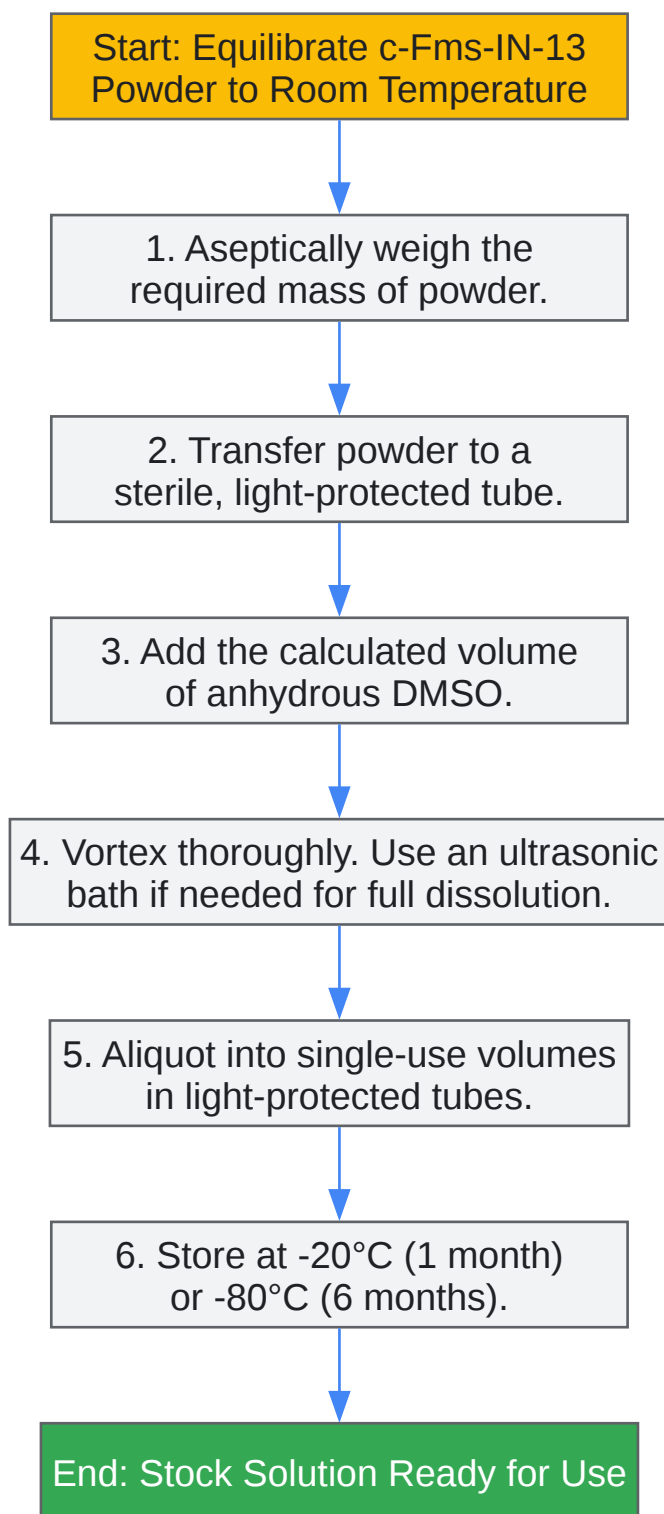 Start: Equilibrate c-Fms-IN-13
Powder to Room Temperature
1. Aseptically weigh the
required mass of powder.
2. Transfer powder to a
sterile, light-protected tube.
3. Add the calculated volume
of anhydrous DMSO.
4. Vortex thoroughly. Use an ultrasonic
bath if needed for full dissolution.
5. Aliquot into single-use volumes
in light-protected tubes.
6. Store at -20°C (1 month)
or -80°C (6 months).
End: Stock Solution Ready for Use